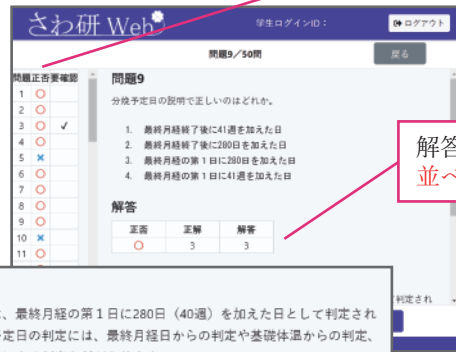 さわ研 Web
学生ログインID：
ログアウト
問題9／50問
戻る
問題 正否 要確認
1 ○
2 ○
3 ○ ✓
4 ○
5 ×
6 ○
7 ○
8 ○
9 ○
10 ×
11 ○
問題9
分娩予定日の説明で正しいのはどれか。
1. 最終月経終了後に41週を加えた日
2. 最終月経終了後に280日を加えた日
3. 最終月経の第1日に280日を加えた日
4. 最終月経の第1日に41週を加えた日
解答
正否 正解 解答
○ 3 3
解答
並べ
判定され
、最終月経の第1日に280日（40週）を加えた日として判定され
予定日の判定には、最終月経日からの判定や基礎体温からの判定、